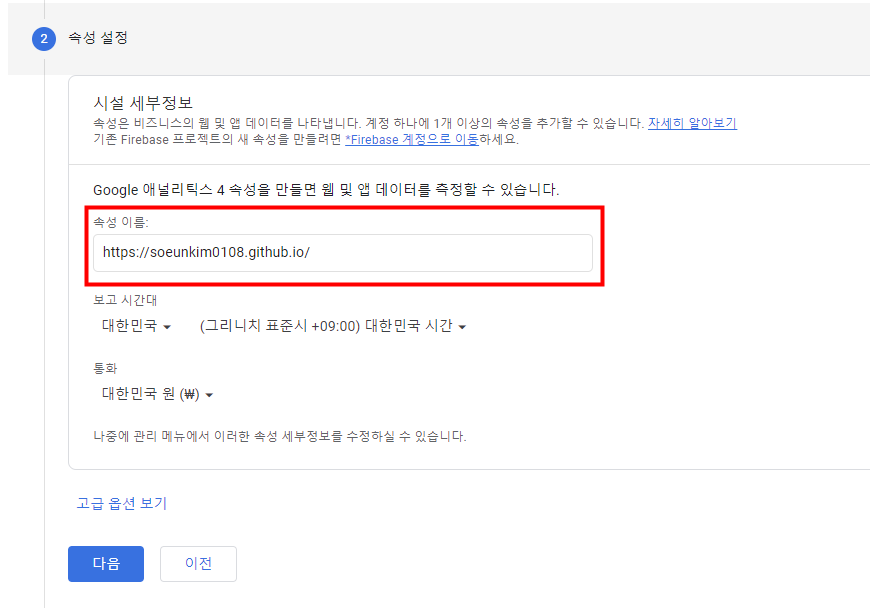 2 속성 설정
시설 세부정보
속성은 비즈니스의 웹 및 앱 데이터를 나타냅니다. 계정 하나에 1개 이상의 속성을 추가할 수 있습니다. 자세히 알아보기
기존 Firebase 프로젝트의 새 속성을 만들려면 *Firebase 계정으로 이동하세요.
Google 애널리틱스 4 속성을 만들면 웹 및 앱 데이터를 측정할 수 있습니다.
속성 이름:
https://soeunkim0108.github.io/
보고 시간대
대한민국 (그리니치 표준시 +09:00) 대한민국 시간
통화
대한민국 원 (₩)
나중에 관리 메뉴에서 이러한 속성 세부정보를 수정하실 수 있습니다.
고급 옵션 보기
다음 이전